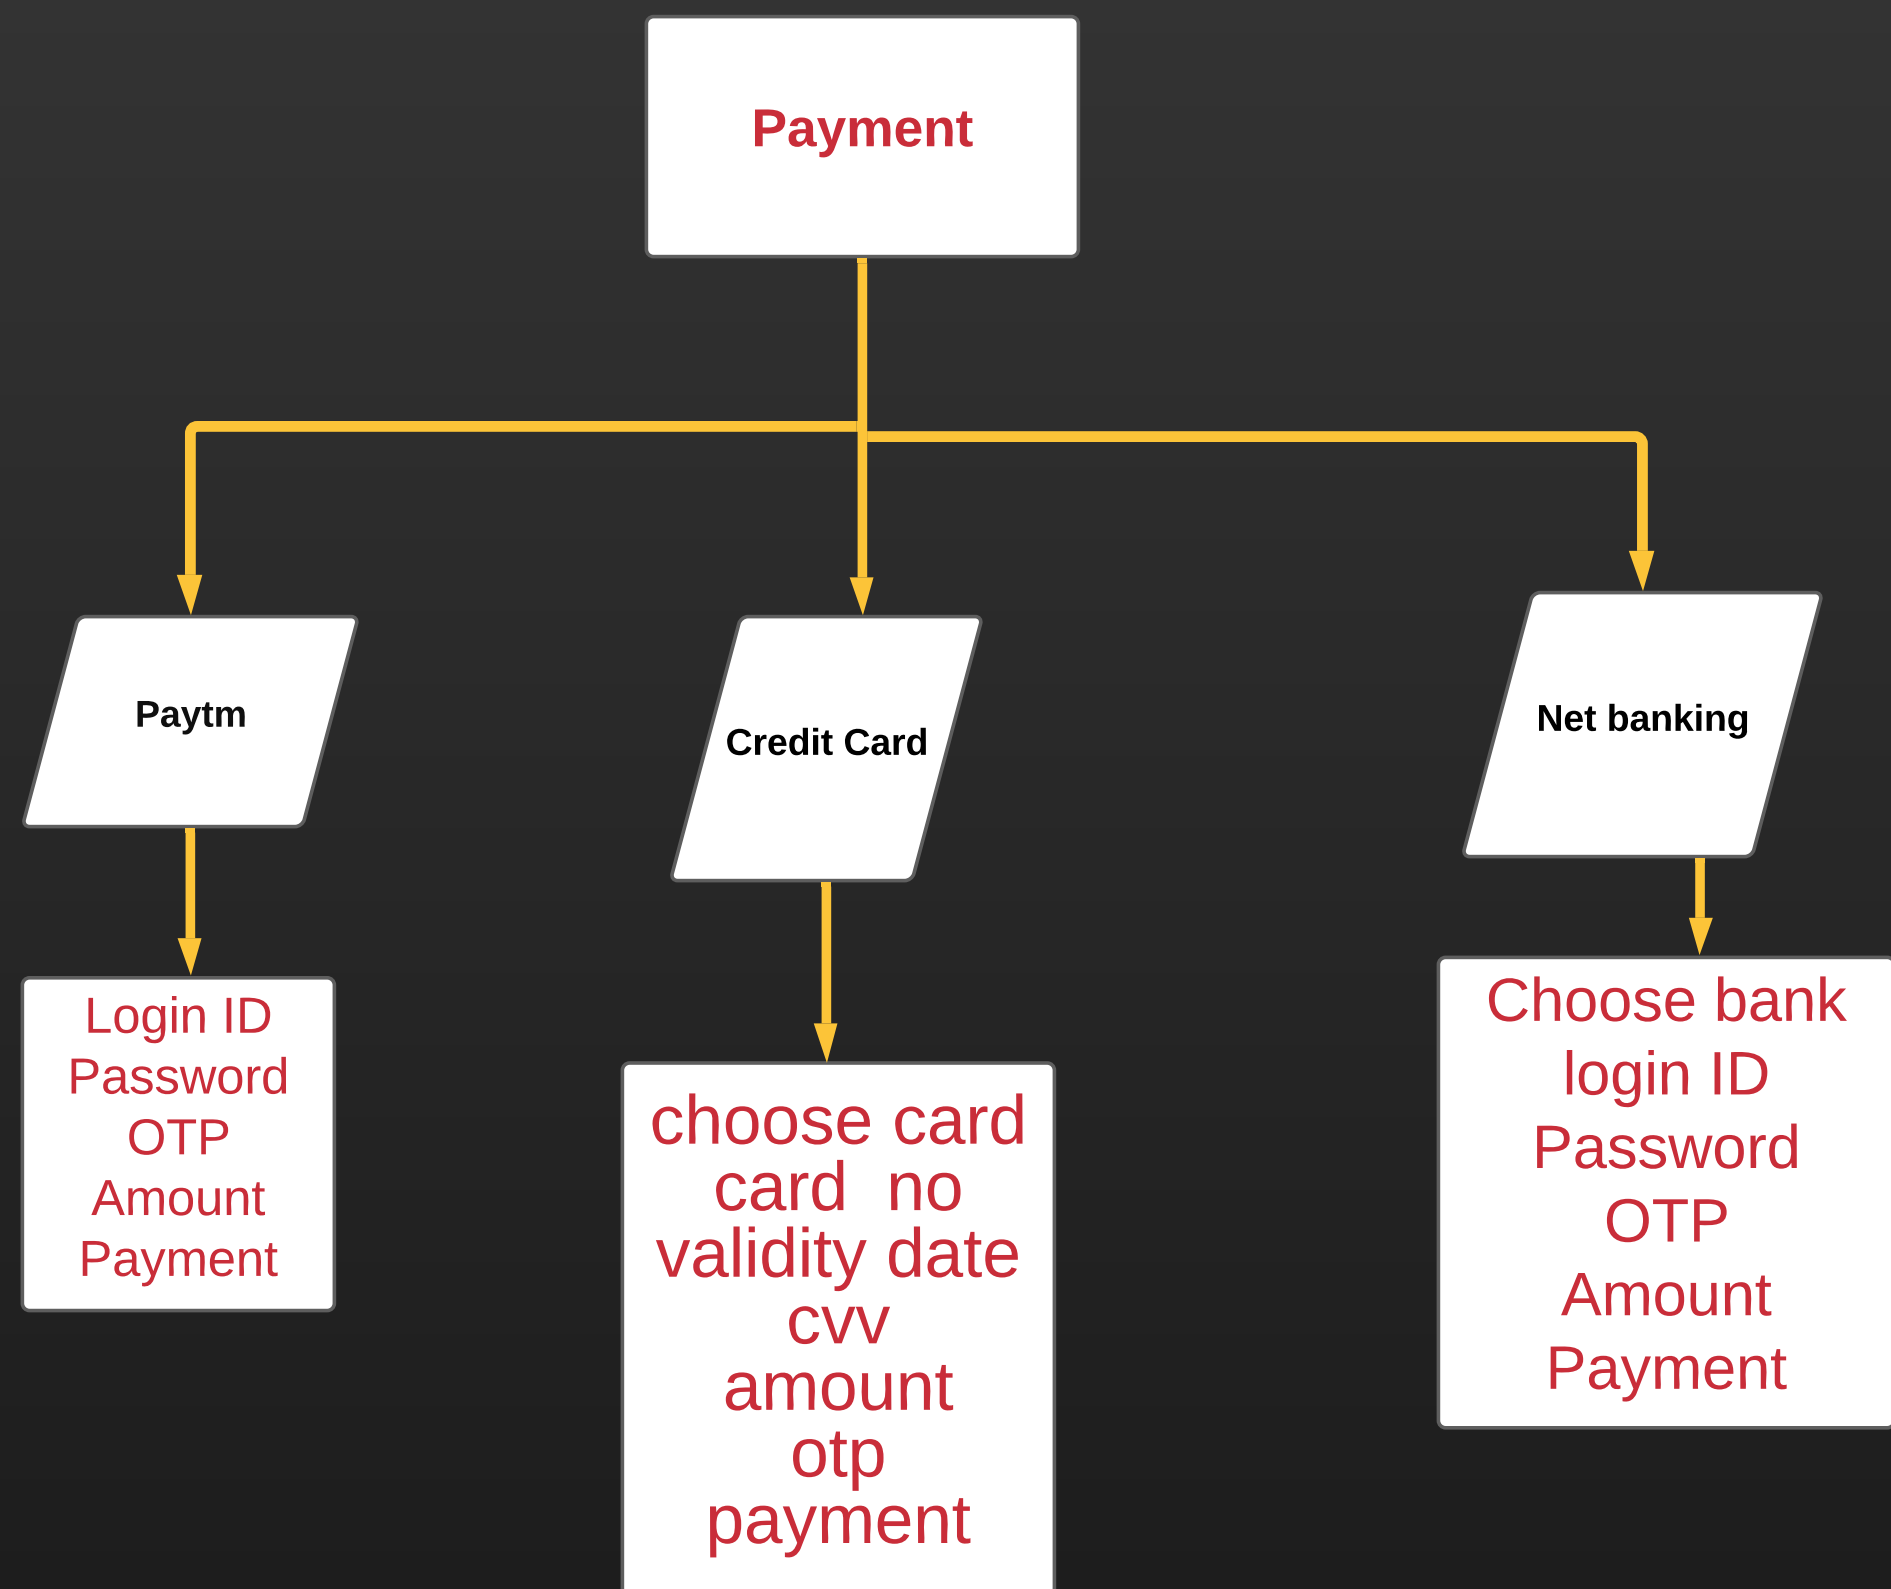 Payment
Paytm
Credit Card
Net banking
Login ID
Password
OTP
Amount
Payment
choose card
card  no
validity date
cvv
amount
otp
payment
Choose bank
login ID
Password
OTP
Amount
Payment